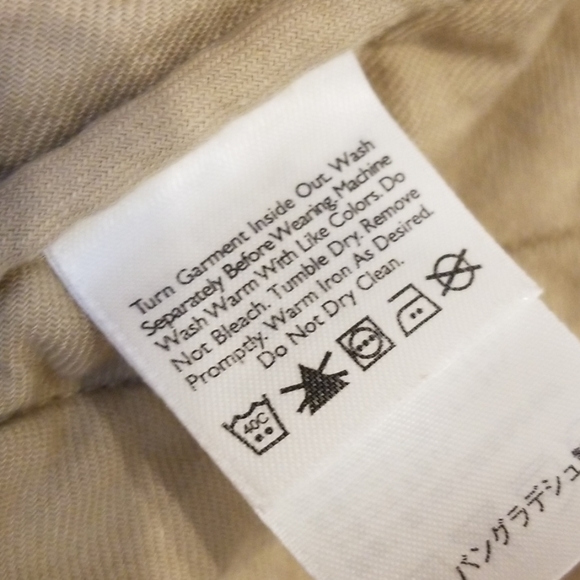 Turn Garment Inside Out. Wash
Separately Before Wearing. Machine
Wash Warm With Like Colors. Do
Not Bleach. Tumble Dry. Remove
Promptly. Warm Iron As Desired.
Do Not Dry Clean.
40C
バングラデシュ製